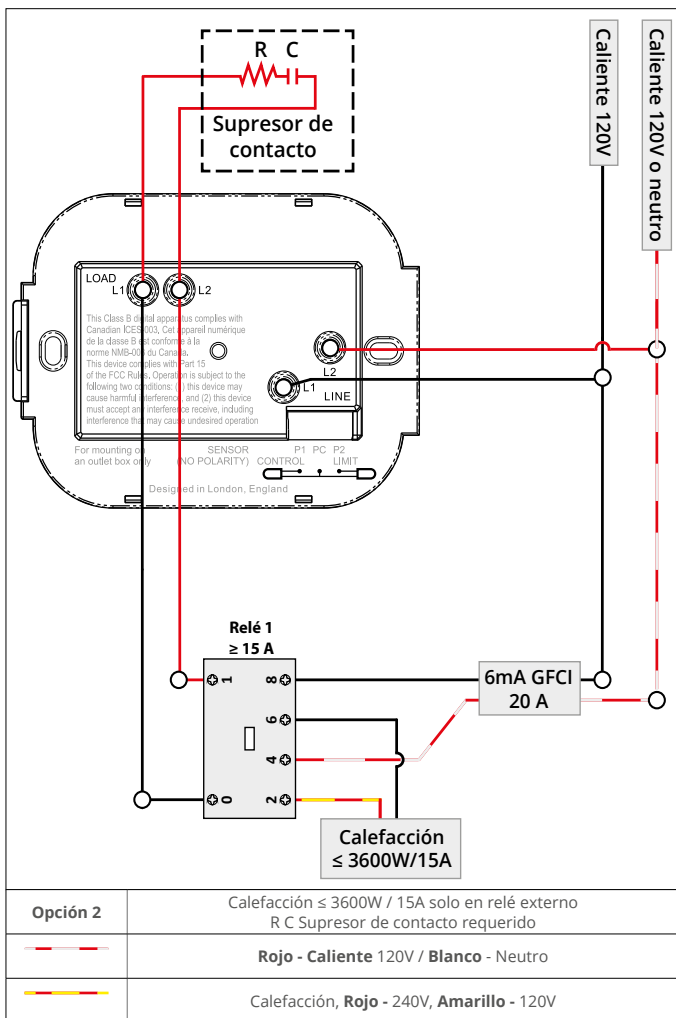 R C
Supresor de
contacto
Caliente 120V
Caliente 120V o neutro
LOAD
L1
L2
This Class B digital apparatus complies with
Canadian ICES-003, Cet appareil numérique
de la classe B est conforme à la
norme NMB-003 du Canada.
This device complies with Part 15
of the FCC Rules. Operation is subject to the
following two conditions: (1) this device may
cause harmful interference, and (2) this device
must accept any interference receive, including
interference that may cause undesired operation
L2
L1
LINE
For mounting on
an outlet box only
SENSOR
(NO POLARITY)
P1 PC P2
CONTROL LIMIT
Designed in London, England
Relé 1
≥ 15 A
1 8
6
4
0 2
6mA GFCI
20 A
Calefacción
≤ 3600W/15A
Opción 2
Calefacción ≤ 3600W / 15A solo en relé externo
R C Supresor de contacto requerido
Rojo - Caliente 120V / Blanco - Neutro
Calefacción, Rojo - 240V, Amarillo - 120V